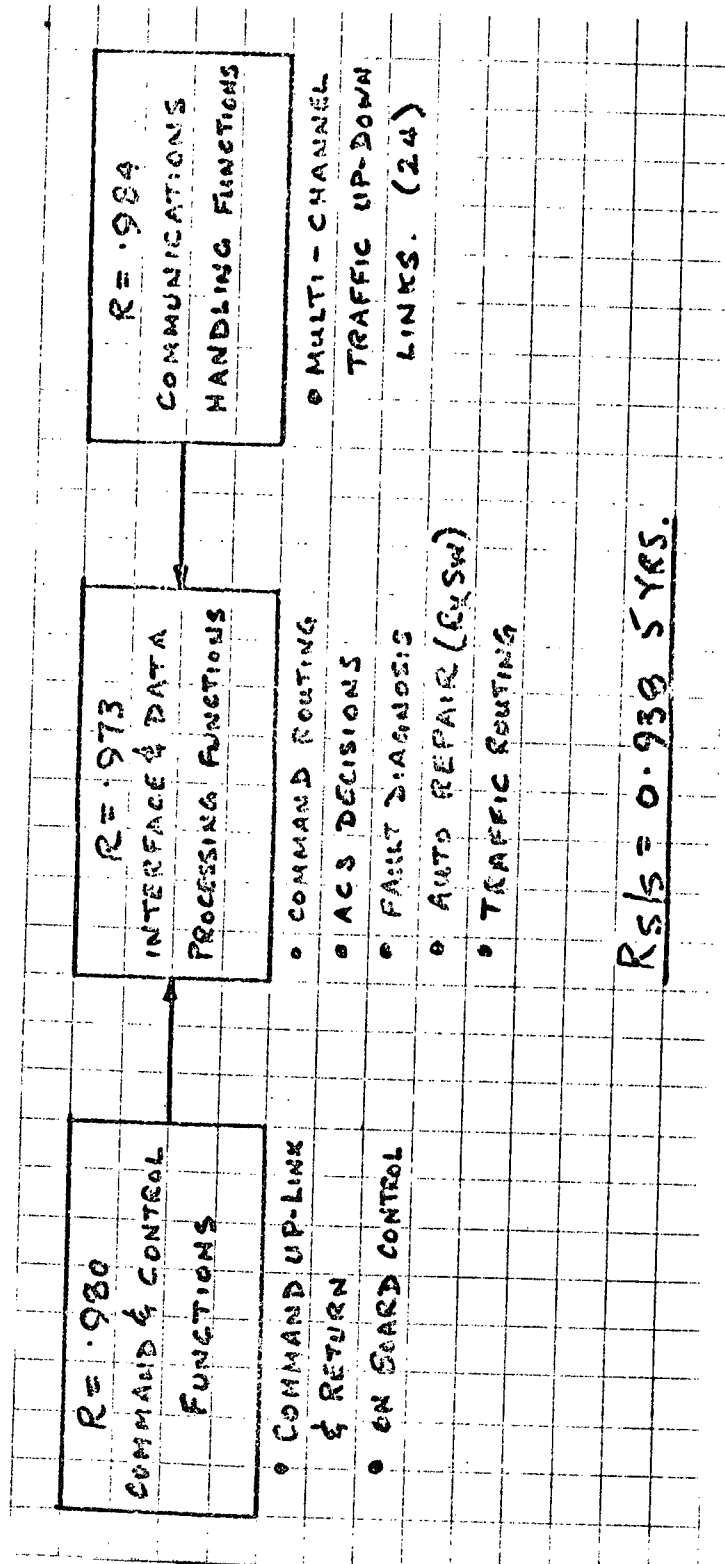 R = .980
COMMAND & CONTROL
FUNCTIONS
• COMMAND UP-LINK
& RETURN
• ON BOARD CONTROL
R = .973
INTERFACE & DATA
PROCESSING FUNCTIONS
• COMMAND ROUTING
• ACS DECISIONS
• FAULT DIAGNOSIS
• AUTO REPAIR
• TRAFFIC ROUTING
R = .984
COMMUNICATIONS
HANDLING FUNCTIONS
• MULTI-CHANNEL
TRAFFIC UP-DOWN
LINKS. (24)
Rs/s = 0.938 5 YRS.